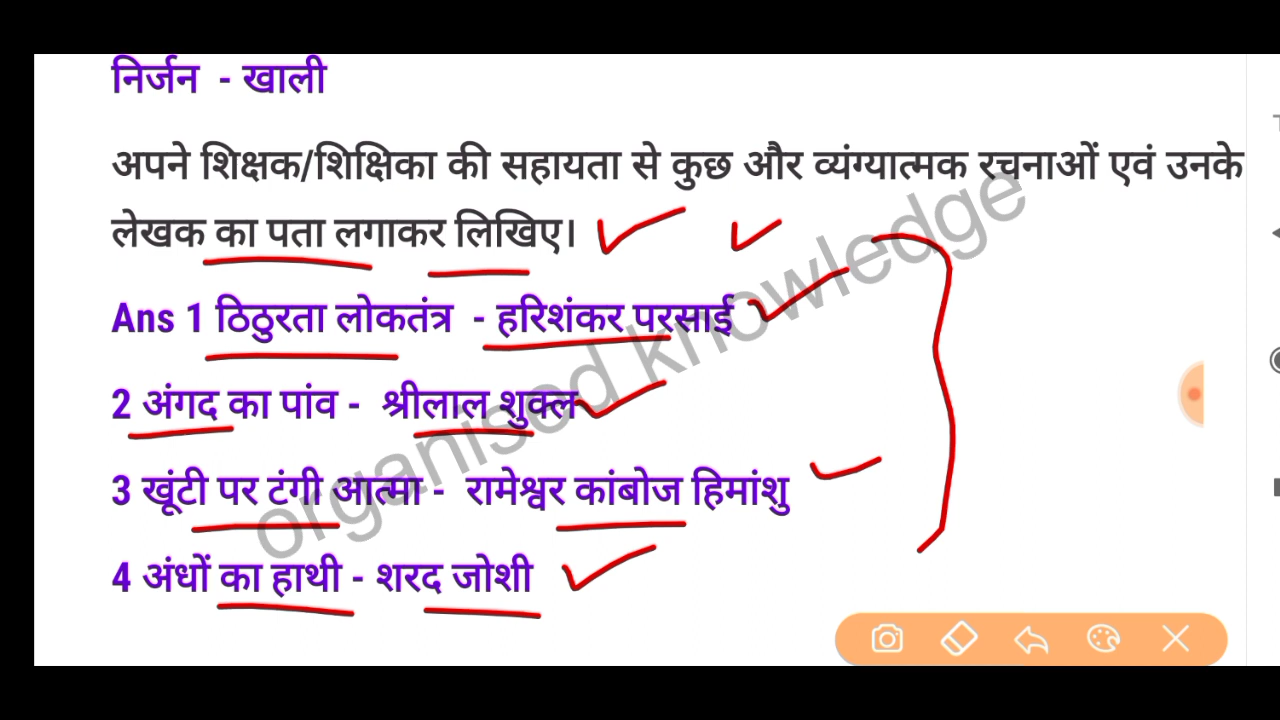 निर्जन - खाली
अपने शिक्षक/शिक्षिका की सहायता से कुछ और व्यंग्यात्मक रचनाओं एवं उनके
लेखक का पता लगाकर लिखिए।
Ans 1 ठिठुरता लोकतंत्र - हरिशंकर परसाई
2 अंगद का पांव - श्रीलाल शुक्ल
3 खूंटी पर टंगी आत्मा - रामेश्वर कांबोज हिमांशु
4 अंधों का हाथी - शरद जोशी
organised knowledge